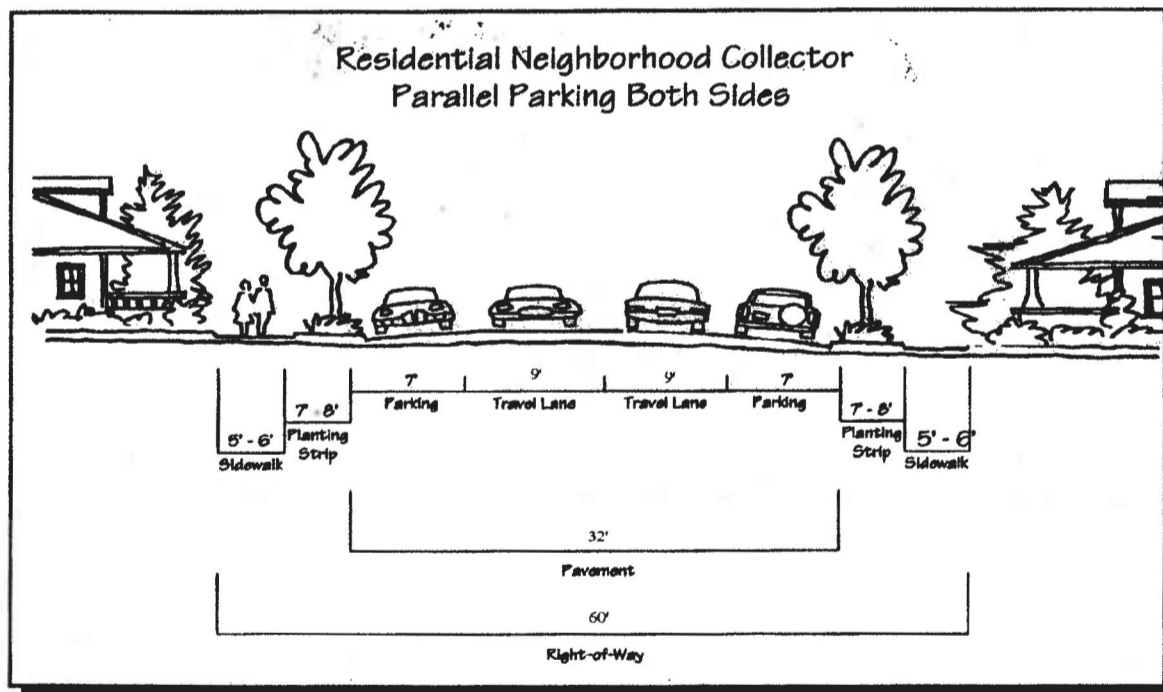 Residential Neighborhood Collector
Parallel Parking Both Sides
7' 9' 9' 7'
Parking Travel Lane Travel Lane Parking
7 - 8' 7 - 8'
Planting Strip Planting Strip
5' - 6' 5' - 6'
Sidewalk Sidewalk
32'
Pavement
60'
Right-of-Way